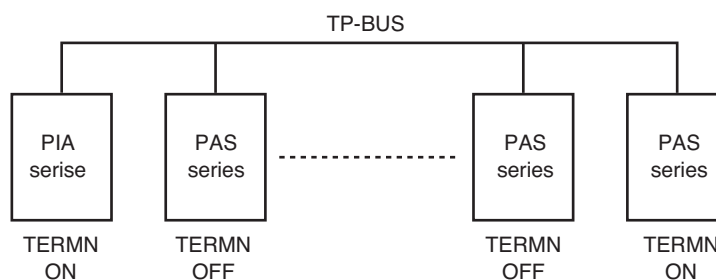 TP-BUS
PIA
serise
PAS
series
PAS
series
PAS
series
TERMN
ON
TERMN
OFF
TERMN
OFF
TERMN
ON